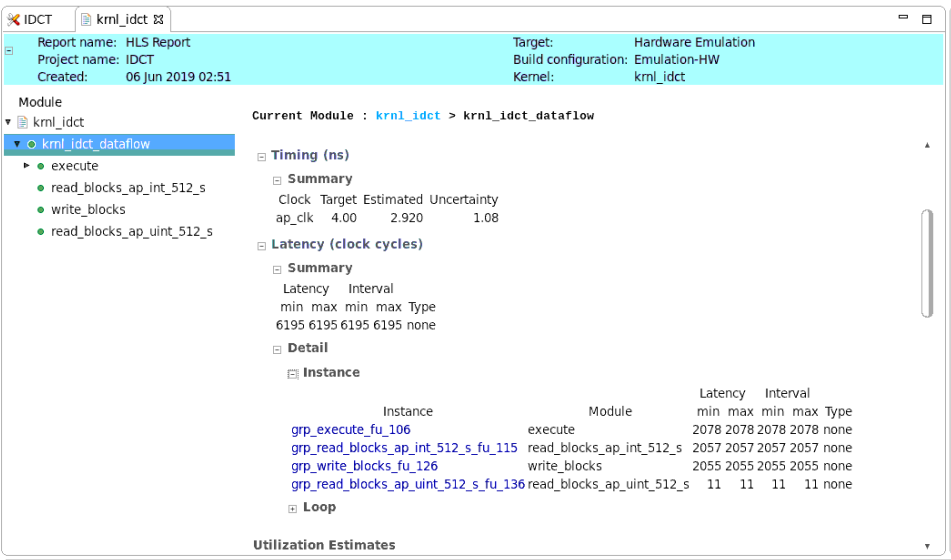 IDCT krnl_idct
Report name: HLS Report Target: Hardware Emulation
Project name: IDCT Build configuration: Emulation-HW
Created: 06 Jun 2019 02:51 Kernel: krnl_idct
Module
krnl_idct
krnl_idct_dataflow
execute
read_blocks_ap_int_512_s
write_blocks
read_blocks_ap_uint_512_s
Current Module : krnl_idct > krnl_idct_dataflow
Timing (ns)
Summary
Clock Target Estimated Uncertainty
ap_clk 4.00 2.920 1.08
Latency (clock cycles)
Summary
Latency Interval
min max min max Type
6195 6195 6195 6195 none
Detail
Instance
Latency Interval
Instance Module min max min max Type
grp_execute_fu_106 execute 2078 2078 2078 2078 none
grp_read_blocks_ap_int_512_s_fu_115 read_blocks_ap_int_512_s 2057 2057 2057 2057 none
grp_write_blocks_fu_126 write_blocks 2055 2055 2055 2055 none
grp_read_blocks_ap_uint_512_s_fu_136 read_blocks_ap_uint_512_s 11 11 11 11 none
Loop
Utilization Estimates